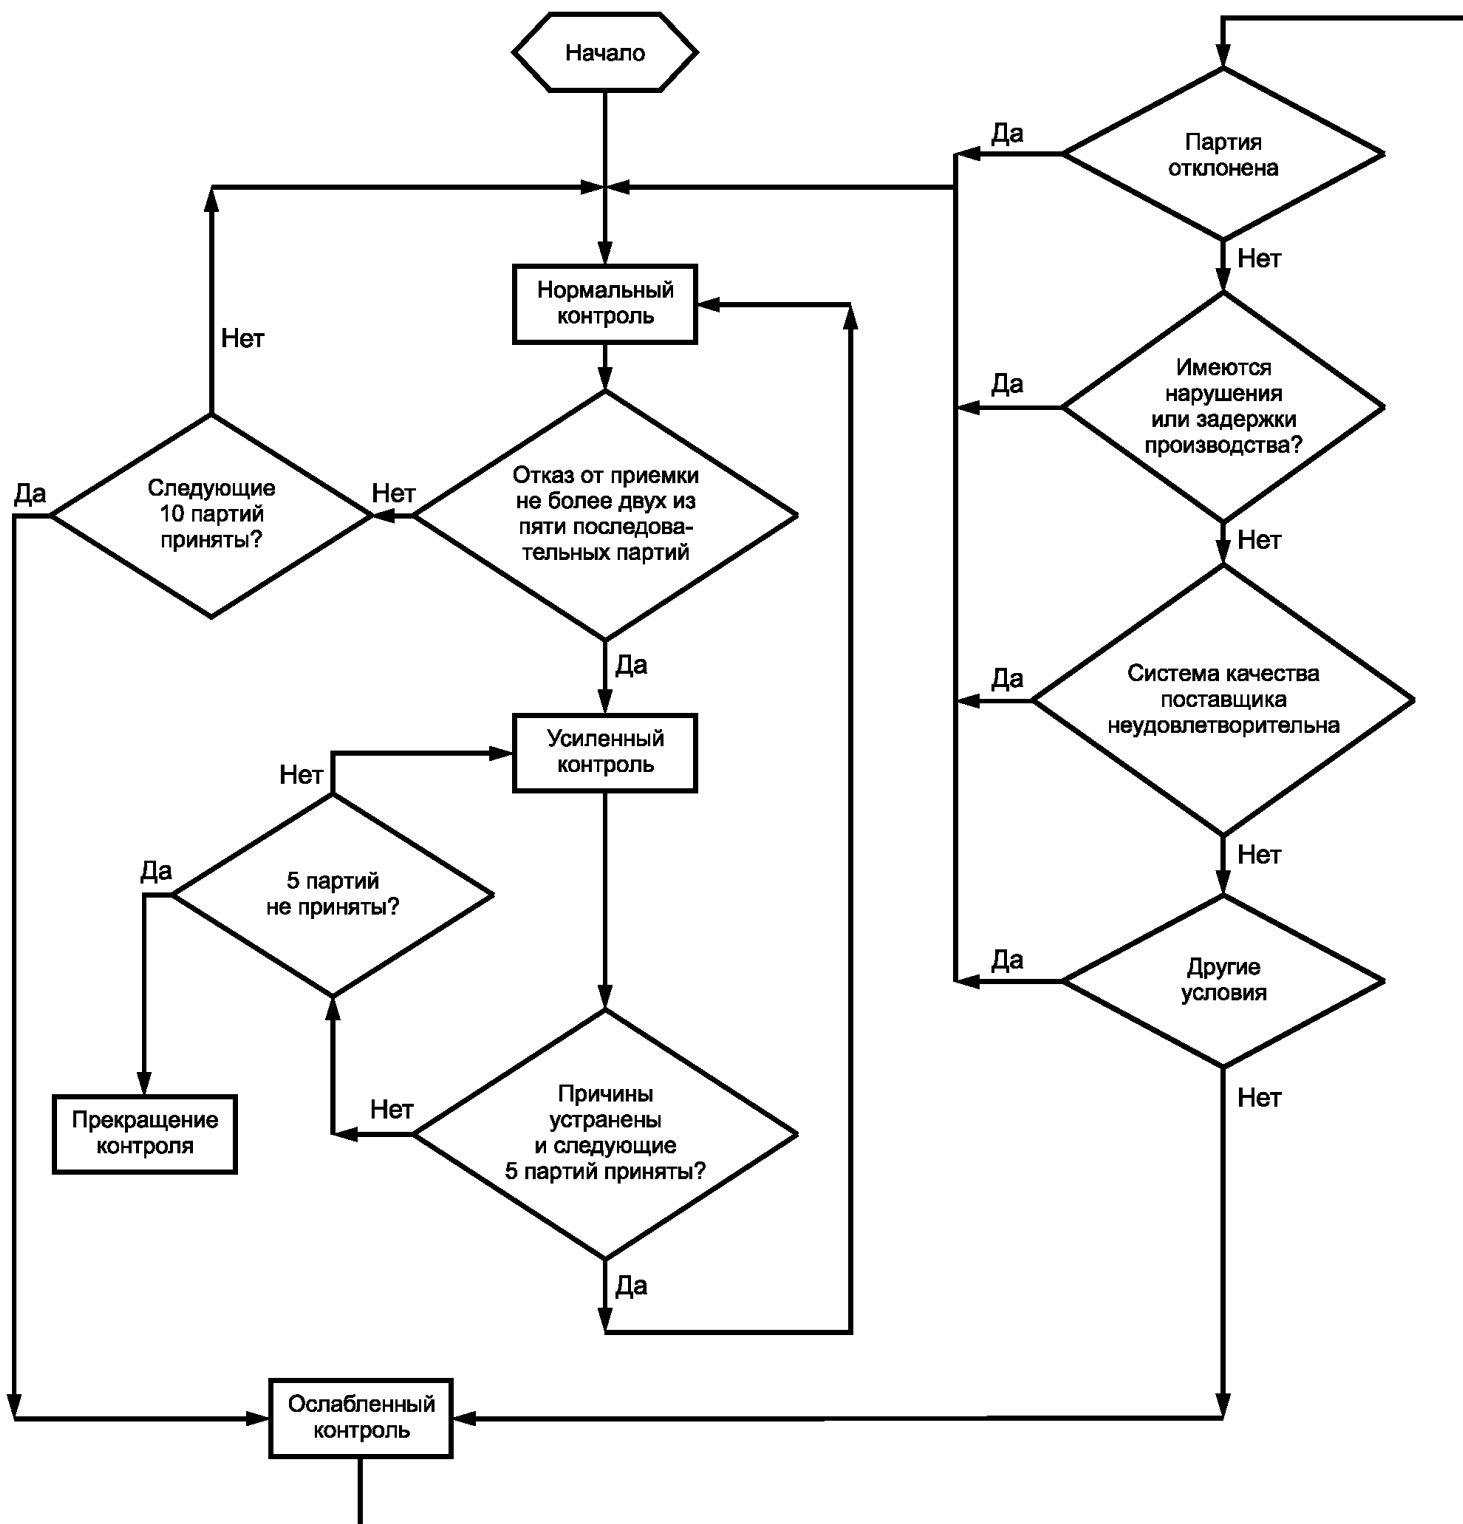 Начало
Нормальный
контроль
Отказ от приемки
не более двух из
пяти последова-
тельных партий
Нет
Следующие
10 партий
приняты?
Нет
Да
Да
Усиленный
контроль
Нет
5 партий
не приняты?
Да
Прекращение
контроля
Нет
Причины
устранены
и следующие
5 партий приняты?
Да
Ослабленный
контроль
Партия
отклонена
Да
Нет
Имеются
нарушения
или задержки
производства?
Да
Нет
Система качества
поставщика
неудовлетворительна
Да
Нет
Другие
условия
Да
Нет